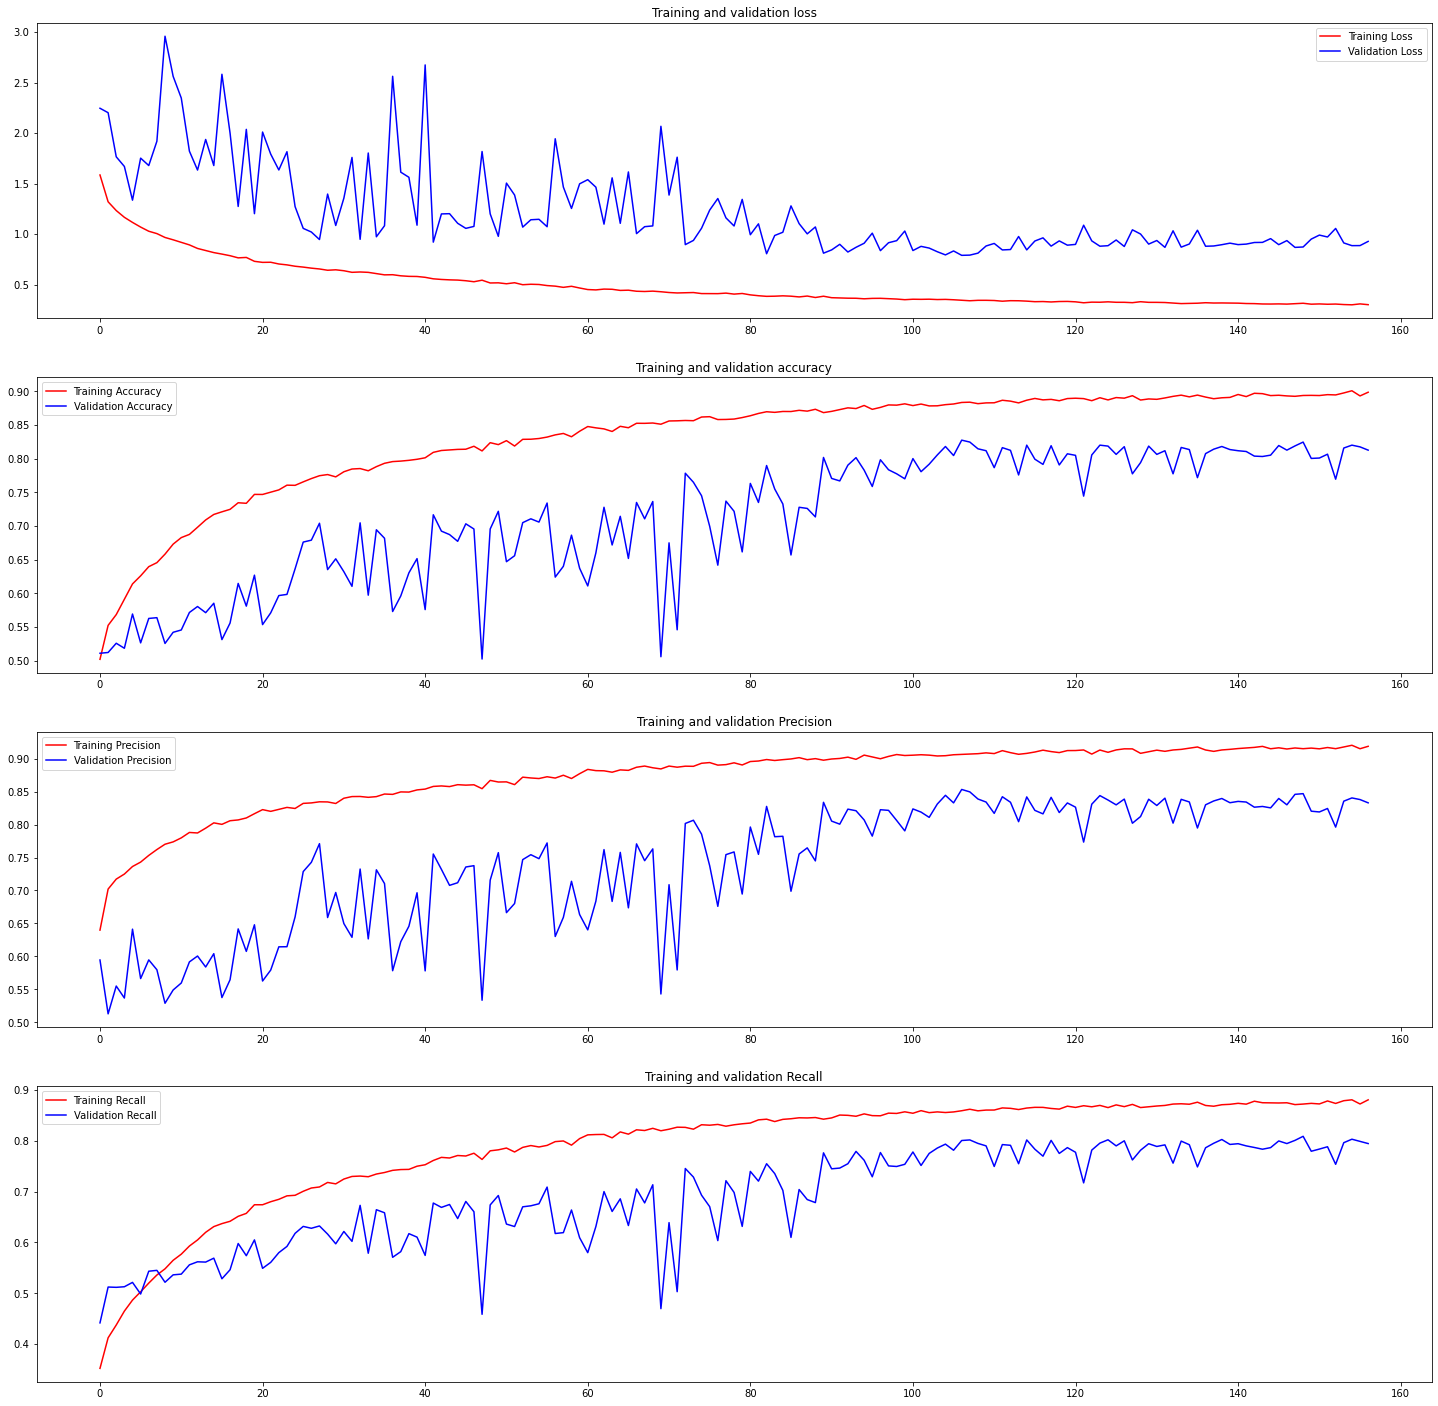 Training and validation loss
Training Loss
Validation Loss
3.0
2.5
2.0
1.5
1.0
0.5
0 20 40 60 80 100 120 140 160
Training and validation accuracy
Training Accuracy
Validation Accuracy
0.90
0.85
0.80
0.75
0.70
0.65
0.60
0.55
0.50
0 20 40 60 80 100 120 140 160
Training and validation Precision
Training Precision
Validation Precision
0.90
0.85
0.80
0.75
0.70
0.65
0.60
0.55
0.50
0 20 40 60 80 100 120 140 160
Training and validation Recall
Training Recall
Validation Recall
0.9
0.8
0.7
0.6
0.5
0.4
0 20 40 60 80 100 120 140 160